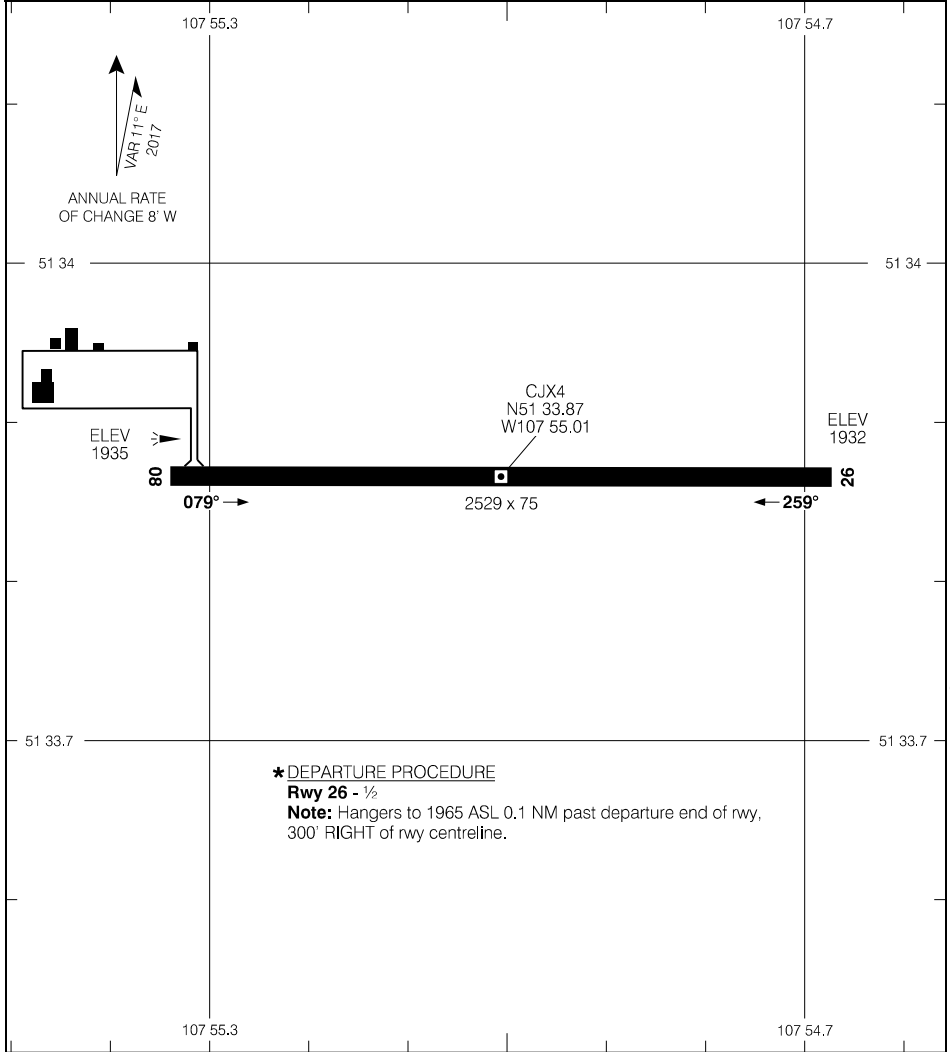 107 55.3
107 54.7
VAR 11° E
2017
ANNUAL RATE
OF CHANGE 8' W
51 34
51 34
CJX4
N51 33.87
W107 55.01
ELEV
1935
ELEV
1932
08
26
079°
2529 x 75
259°
51 33.7
51 33.7
* DEPARTURE PROCEDURE
Rwy 26 - ½
Note: Hangers to 1965 ASL 0.1 NM past departure end of rwy,
300' RIGHT of rwy centreline.
107 55.3
107 54.7